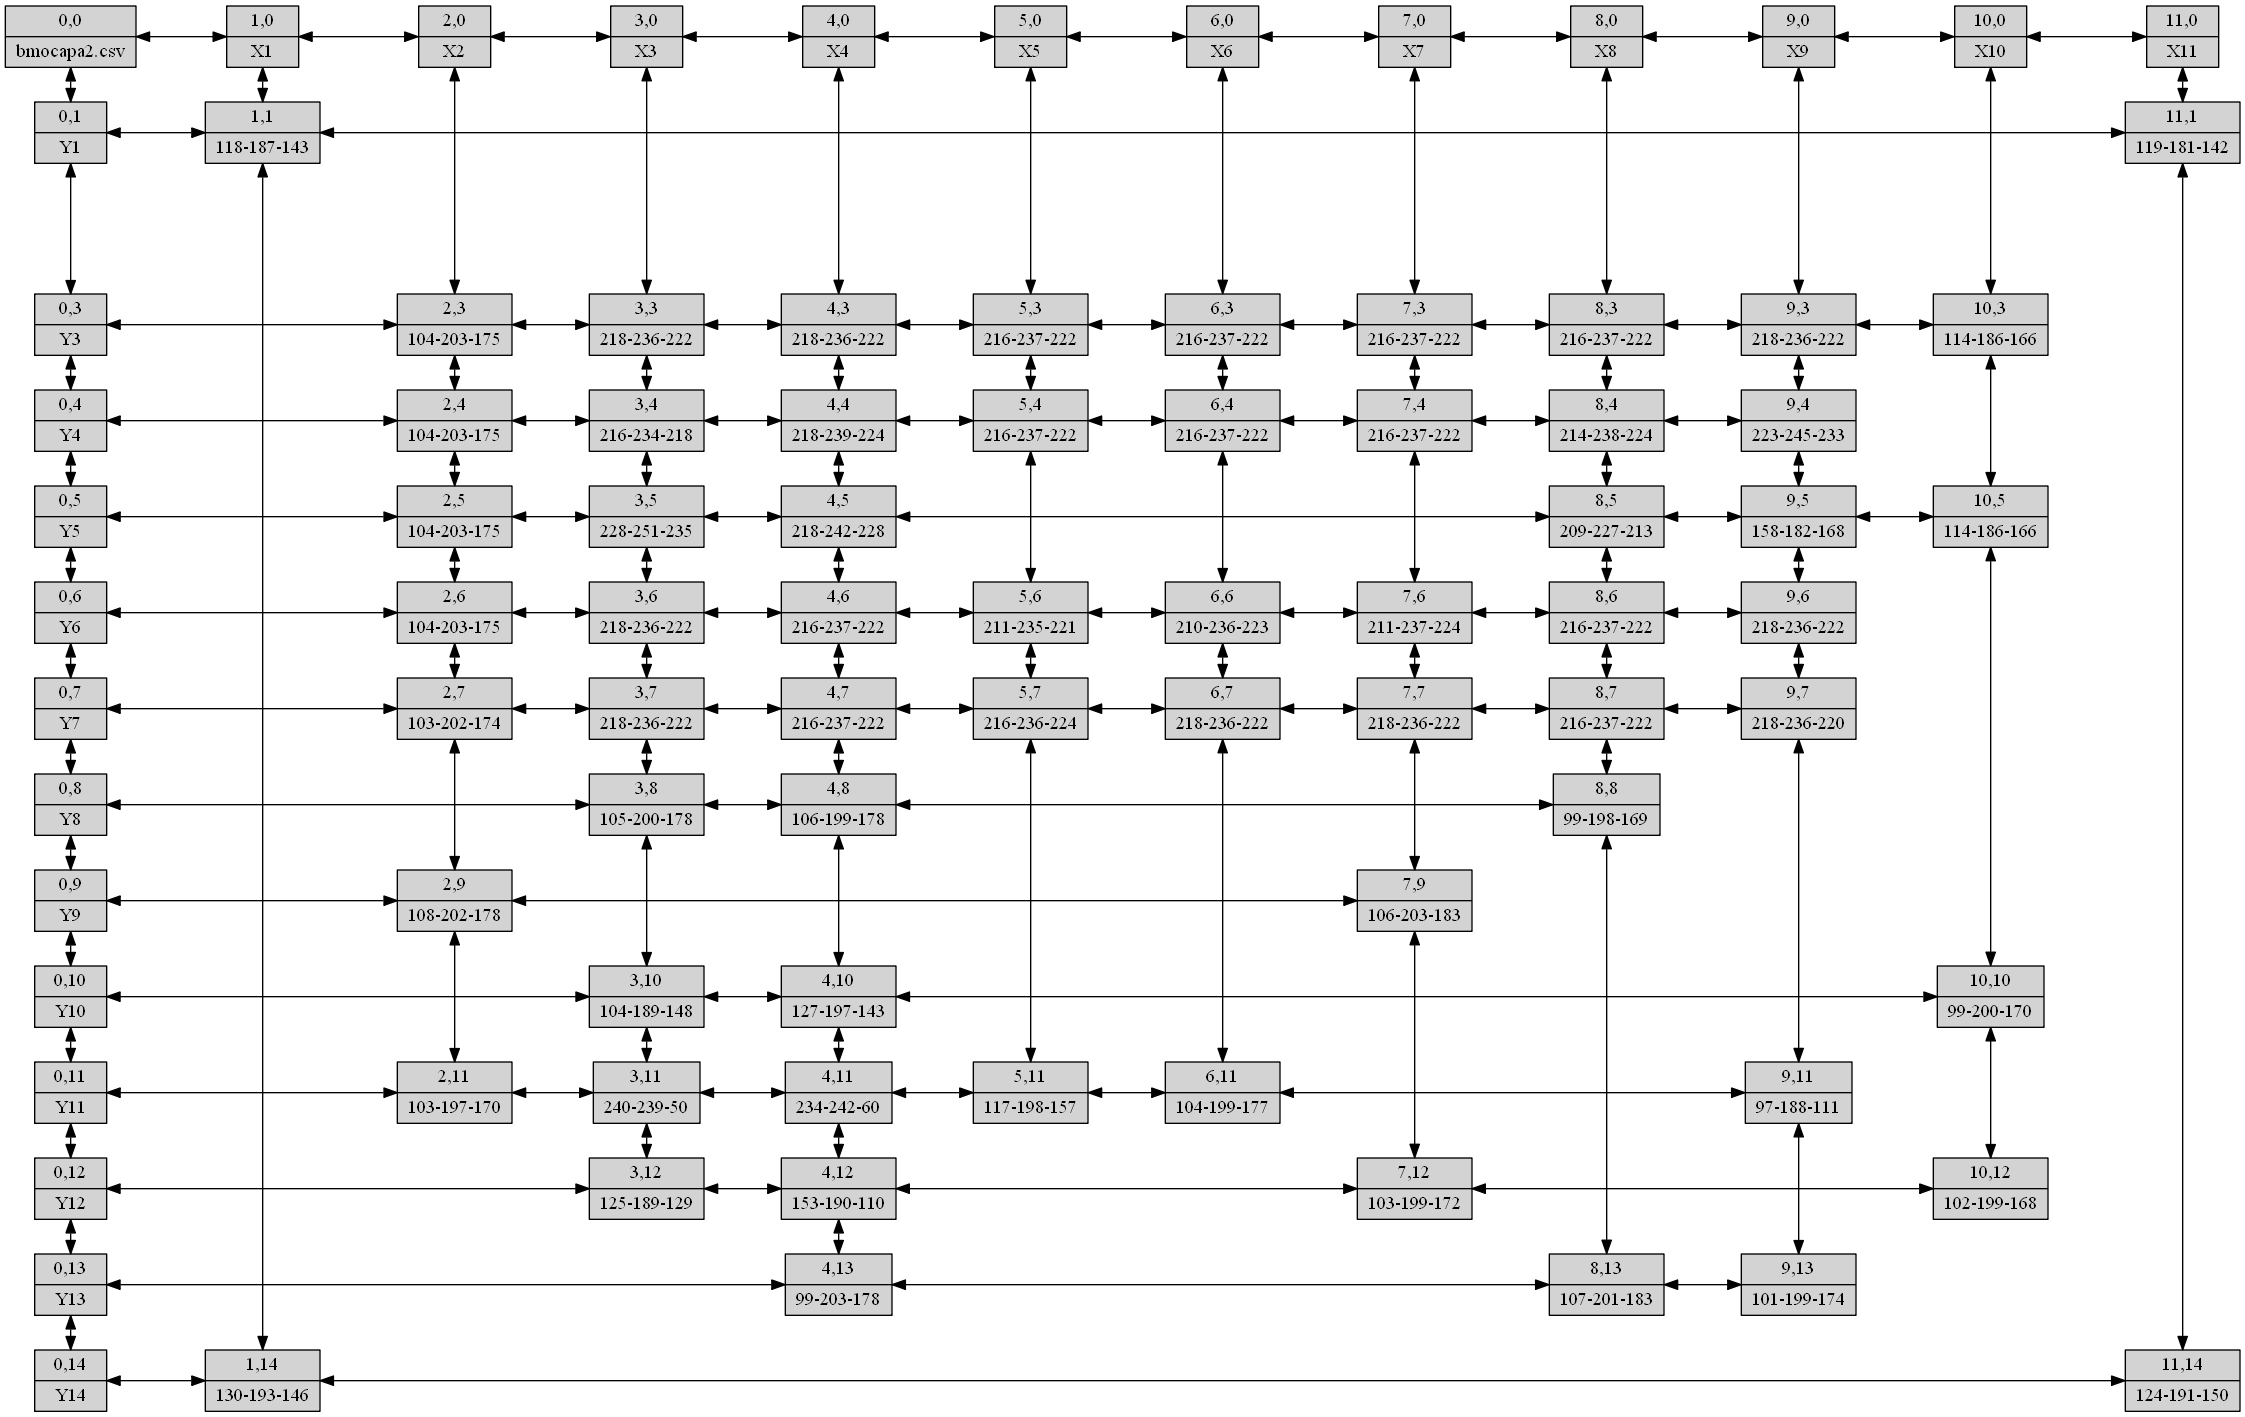 0,0 1,0 2,0 3,0 4,0 5,0 6,0 7,0 8,0 9,0 10,0 11,0
bmocapa2.csv X1 X2 X3 X4 X5 X6 X7 X8 X9 X10 X11
0,1 1,1 11,1
Y1 118-187-143 119-181-142
0,3 2,3 3,3 4,3 5,3 6,3 7,3 8,3 9,3 10,3
Y3 104-203-175 218-236-222 218-236-222 216-237-222 216-237-222 216-237-222 216-237-222 218-236-222 114-186-166
0,4 2,4 3,4 4,4 5,4 6,4 7,4 8,4 9,4
Y4 104-203-175 216-234-218 218-239-224 216-237-222 216-237-222 216-237-222 214-238-224 223-245-233
0,5 2,5 3,5 4,5 8,5 9,5 10,5
Y5 104-203-175 228-251-235 218-242-228 209-227-213 158-182-168 114-186-166
0,6 2,6 3,6 4,6 5,6 6,6 7,6 8,6 9,6
Y6 104-203-175 218-236-222 216-237-222 211-235-221 210-236-223 211-237-224 216-237-222 218-236-222
0,7 2,7 3,7 4,7 5,7 6,7 7,7 8,7 9,7
Y7 103-202-174 218-236-222 216-237-222 216-236-224 218-236-222 218-236-222 216-237-222 218-236-220
0,8 3,8 4,8 8,8
Y8 105-200-178 106-199-178 99-198-169
0,9 2,9 7,9
Y9 108-202-178 106-203-183
0,10 3,10 4,10 10,10
Y10 104-189-148 127-197-143 99-200-170
0,11 2,11 3,11 4,11 5,11 6,11 9,11
Y11 103-197-170 240-239-50 234-242-60 117-198-157 104-199-177 97-188-111
0,12 3,12 4,12 7,12 10,12
Y12 125-189-129 153-190-110 103-199-172 102-199-168
0,13 4,13 8,13 9,13
Y13 99-203-178 107-201-183 101-199-174
0,14 1,14 11,14
Y14 130-193-146 124-191-150